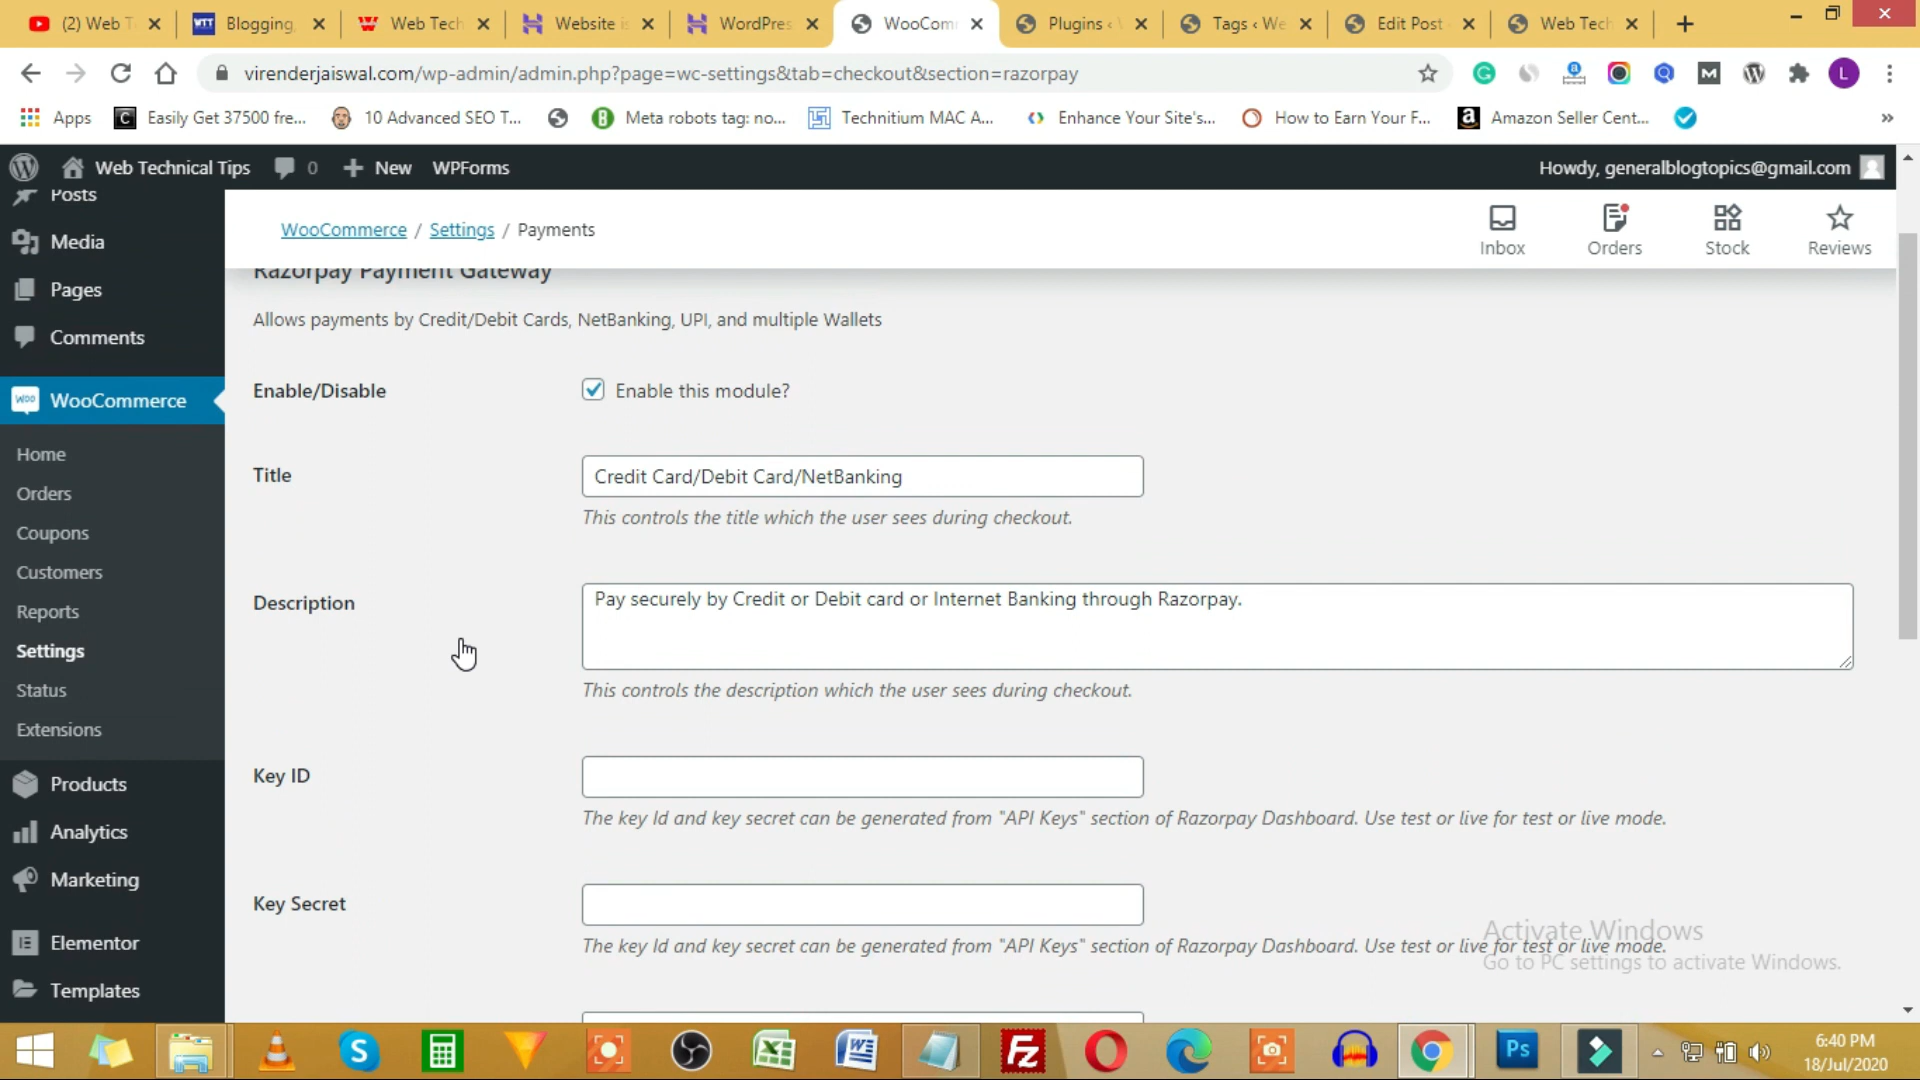 (2) Web T
WTT Blogging,
Web Tech
Website is
WordPres
WooCom
Plugins ‹
Tags ‹ We
Edit Post
Web Tech
virenderjaiswal.com/wp-admin/admin.php?page=wc-settings&tab=checkout&section=razorpay
L
Apps
Easily Get 37500 fre...
10 Advanced SEO T...
Meta robots tag: no...
Technitium MAC A...
Enhance Your Site's...
How to Earn Your F...
Amazon Seller Cent...
»
Web Technical Tips
0
New
WPForms
Howdy, generalblogtopics@gmail.com
Posts
Media
Pages
Comments
WooCommerce
Home
Orders
Coupons
Customers
Reports
Settings
Status
Extensions
Products
Analytics
Marketing
Elementor
Templates
WooCommerce / Settings / Payments
Inbox
Orders
Stock
Reviews
Razorpay Payment Gateway
Allows payments by Credit/Debit Cards, NetBanking, UPI, and multiple Wallets
Enable/Disable
Enable this module?
Title
Credit Card/Debit Card/NetBanking
This controls the title which the user sees during checkout.
Description
Pay securely by Credit or Debit card or Internet Banking through Razorpay.
This controls the description which the user sees during checkout.
Key ID
The key Id and key secret can be generated from "API Keys" section of Razorpay Dashboard. Use test or live for test or live mode.
Key Secret
The key Id and key secret can be generated from "API Keys" section of Razorpay Dashboard. Use test or live for test or live mode.
Activate Windows
Go to PC settings to activate Windows.
6:40 PM
18/Jul/2020